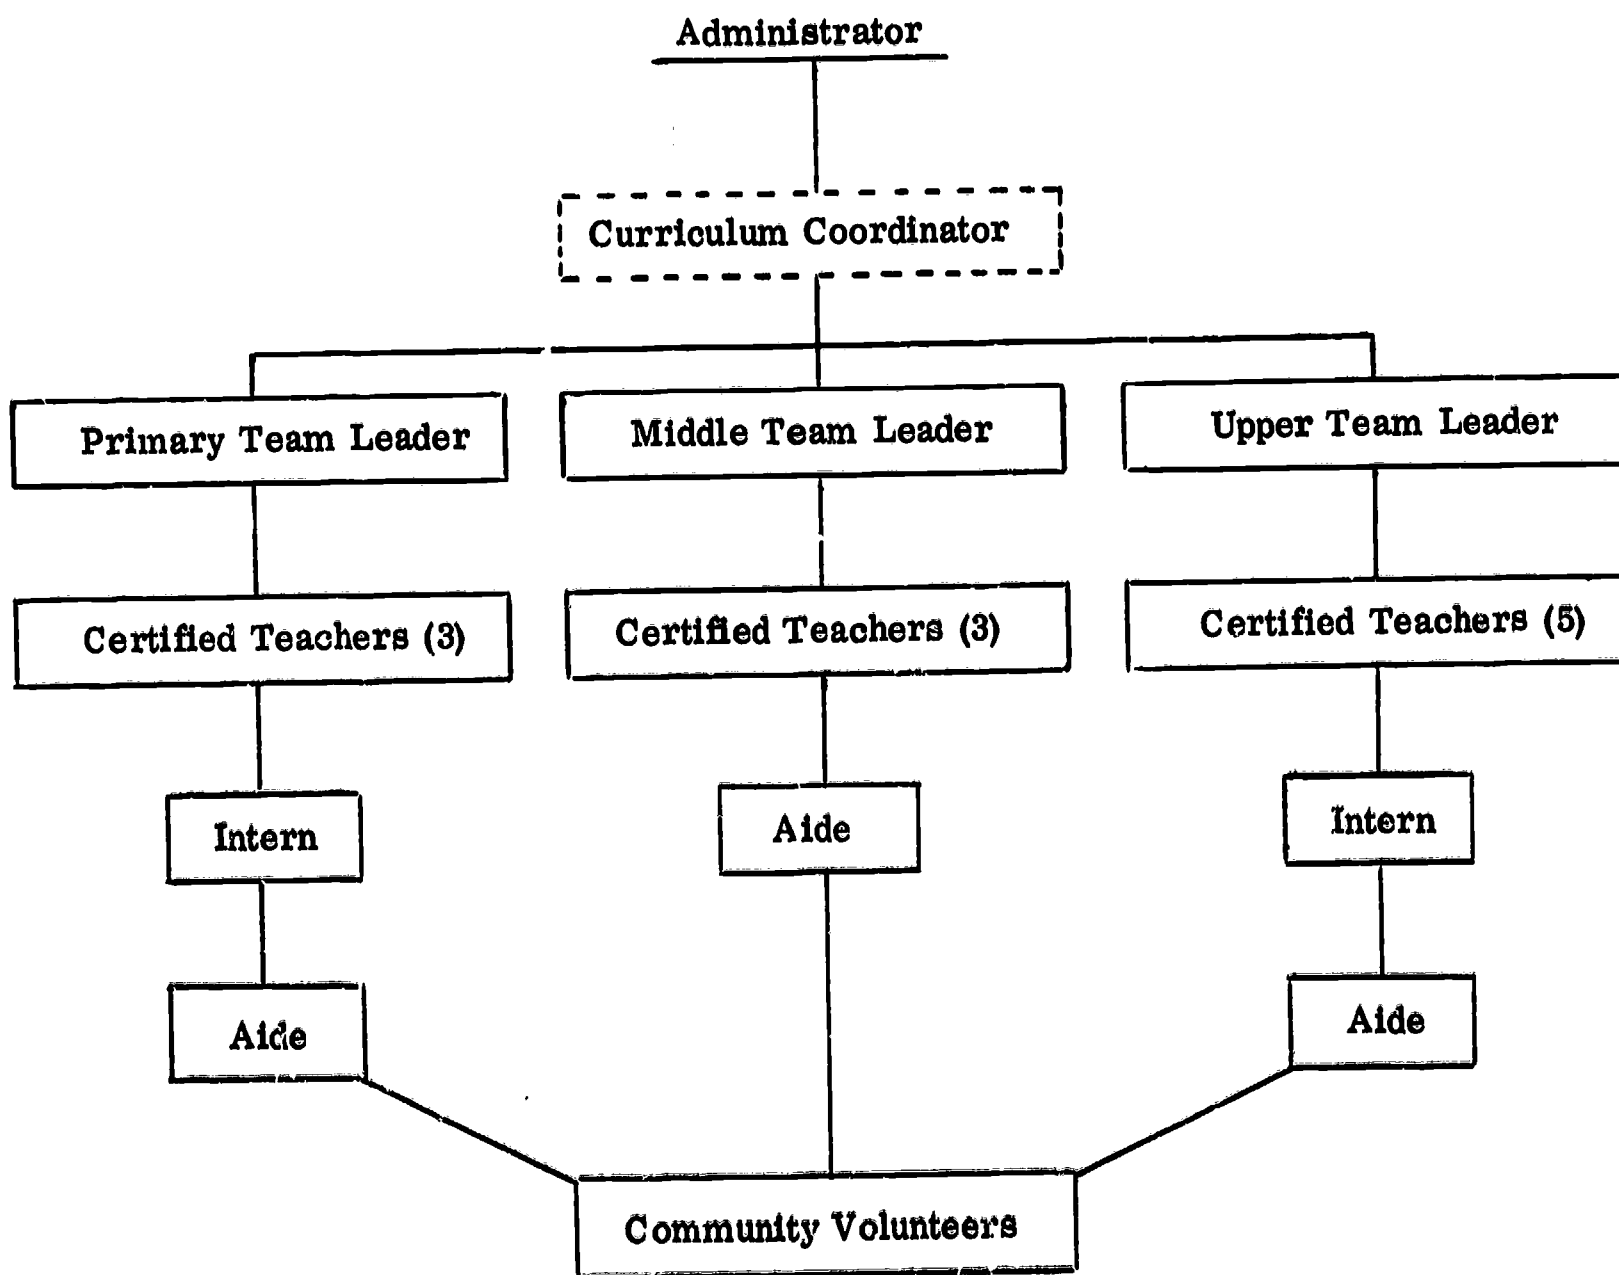 Administrator
Curriculum Coordinator
Primary Team Leader
Middle Team Leader
Upper Team Leader
Certified Teachers (3)
Certified Teachers (3)
Certified Teachers (5)
Intern
Aide
Intern
Aide
Aide
Community Volunteers